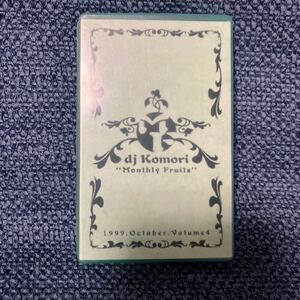 dj Komori
"Monthly Fruits"
1999.October.Volume4